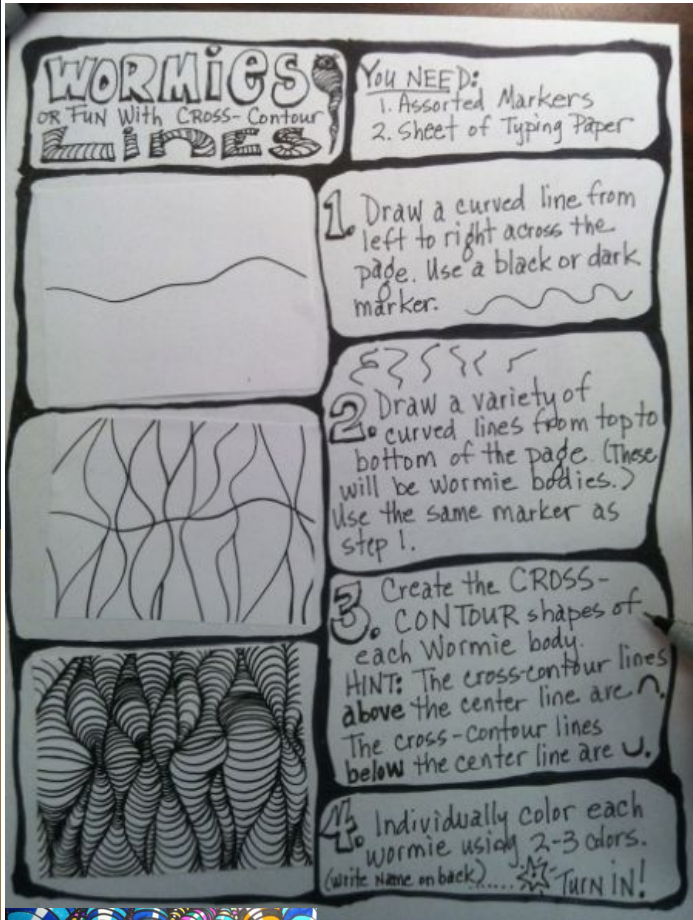 WORMIES
OR FUN With CROSS-Contour
LINES
YOU NEED:
1. Assorted Markers
2. Sheet of Typing Paper
1. Draw a curved line from
left to right across the
page. Use a black or dark
marker.
2. Draw a variety of
curved lines from top to
bottom of the page. (These
will be wormie bodies.)
Use the same marker as
step 1.
3. Create the CROSS-
CONTOUR shapes of
each Wormie body.
HINT: The cross-contour lines
above the center line are ∩.
The cross-contour lines
below the center line are ∪.
4. Individually color each
wormie using 2-3 colors.
(Write Name on back)...... ☆ TURN IN!